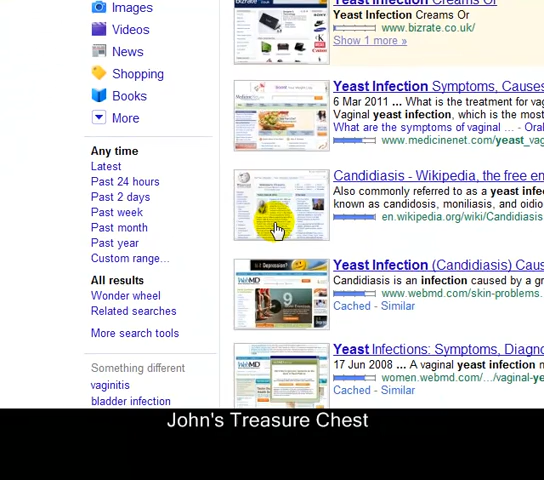 Images
Yeast Infection Creams Or
Yeast Infection Creams Or
www.bizrate.co.uk/
Show 1 more »
Videos
News
Shopping
Books
More
Yeast Infection Symptoms, Causes
6 Mar 2011 ... What is the treatment for vag
Vaginal yeast infection, which is the most
What are the symptoms of vaginal ... - Oral
www.medicinenet.com/yeast_vag
Any time
Latest
Past 24 hours
Past 2 days
Past week
Past month
Past year
Custom range...
Candidiasis - Wikipedia, the free en
Also commonly referred to as a yeast infe
known as candidosis, moniliasis, and oidio
en.wikipedia.org/wiki/Candidiasis
All results
Wonder wheel
Related searches
More search tools
Yeast Infection (Candidiasis) Caus
Candidiasis is an infection caused by a gr
www.webmd.com/skin-problems.
Cached - Similar
Something different
vaginitis
bladder infection
Yeast Infections: Symptoms, Diagno
17 Jun 2008 ... A vaginal yeast infection n
women.webmd.com/.../vaginal-ye
Cached - Similar
John's Treasure Chest